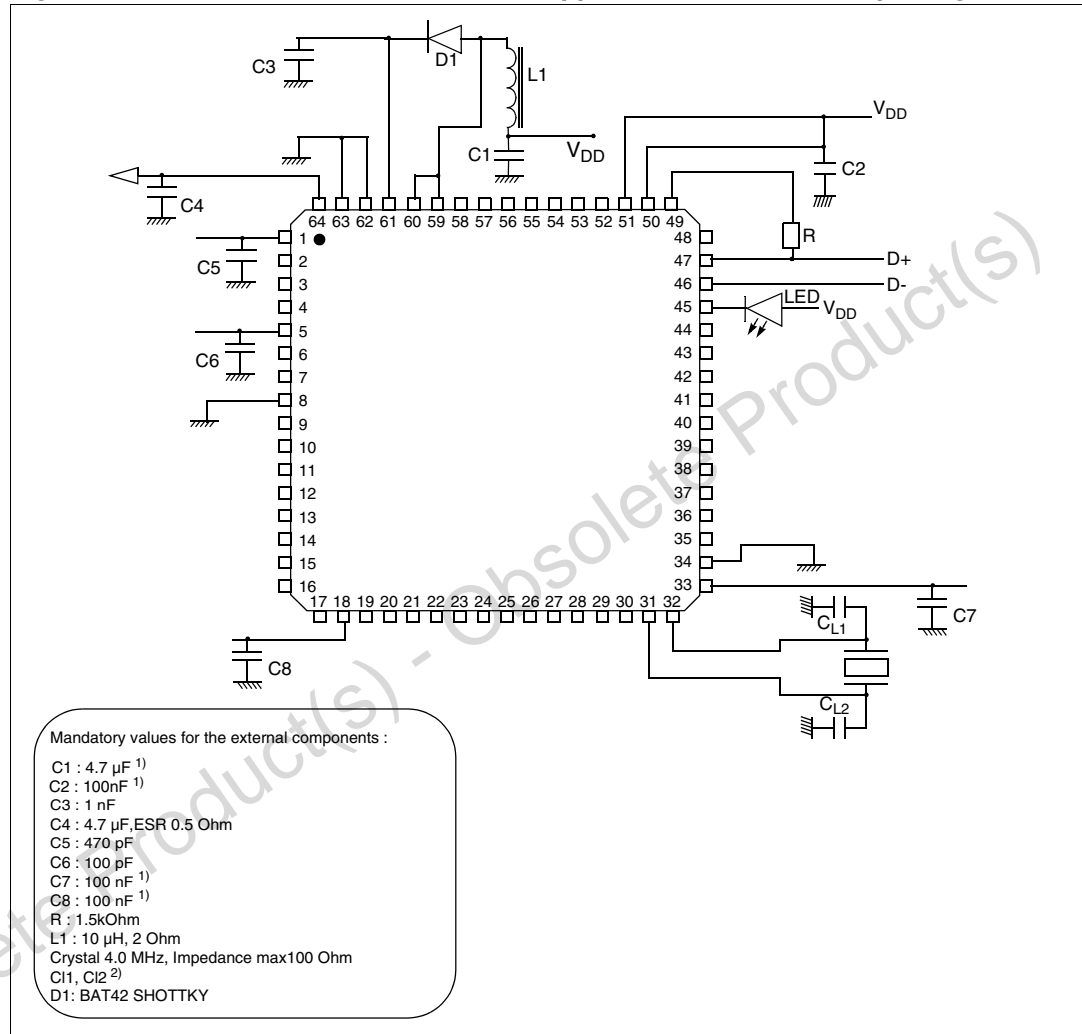 C3
D1
L1
C1
VDD
VDD
C2
C4
64 63 62 61 60 59 58 57 56 55 54 53 52 51 50 49
C5
C6
1
2
3
4
5
6
7
8
9
10
11
12
13
14
15
16
17 18 19 20 21 22 23 24 25 26 27 28 29 30 31 32
48
47
46
45
44
43
42
41
40
39
38
37
36
35
34
33
R
D+
D-
LED
VDD
C7
CL1
CL2
C8
Mandatory values for the external components :
C1 : 4.7 µF 1)
C2 : 100nF 1)
C3 : 1 nF
C4 : 4.7 µF,ESR 0.5 Ohm
C5 : 470 pF
C6 : 100 pF
C7 : 100 nF 1)
C8 : 100 nF 1)
R : 1.5kOhm
L1 : 10 µH, 2 Ohm
Crystal 4.0 MHz, Impedance max100 Ohm
Cl1, Cl2 2)
D1: BAT42 SHOTTKY
ete Product(s) - Obsolete Product(s)